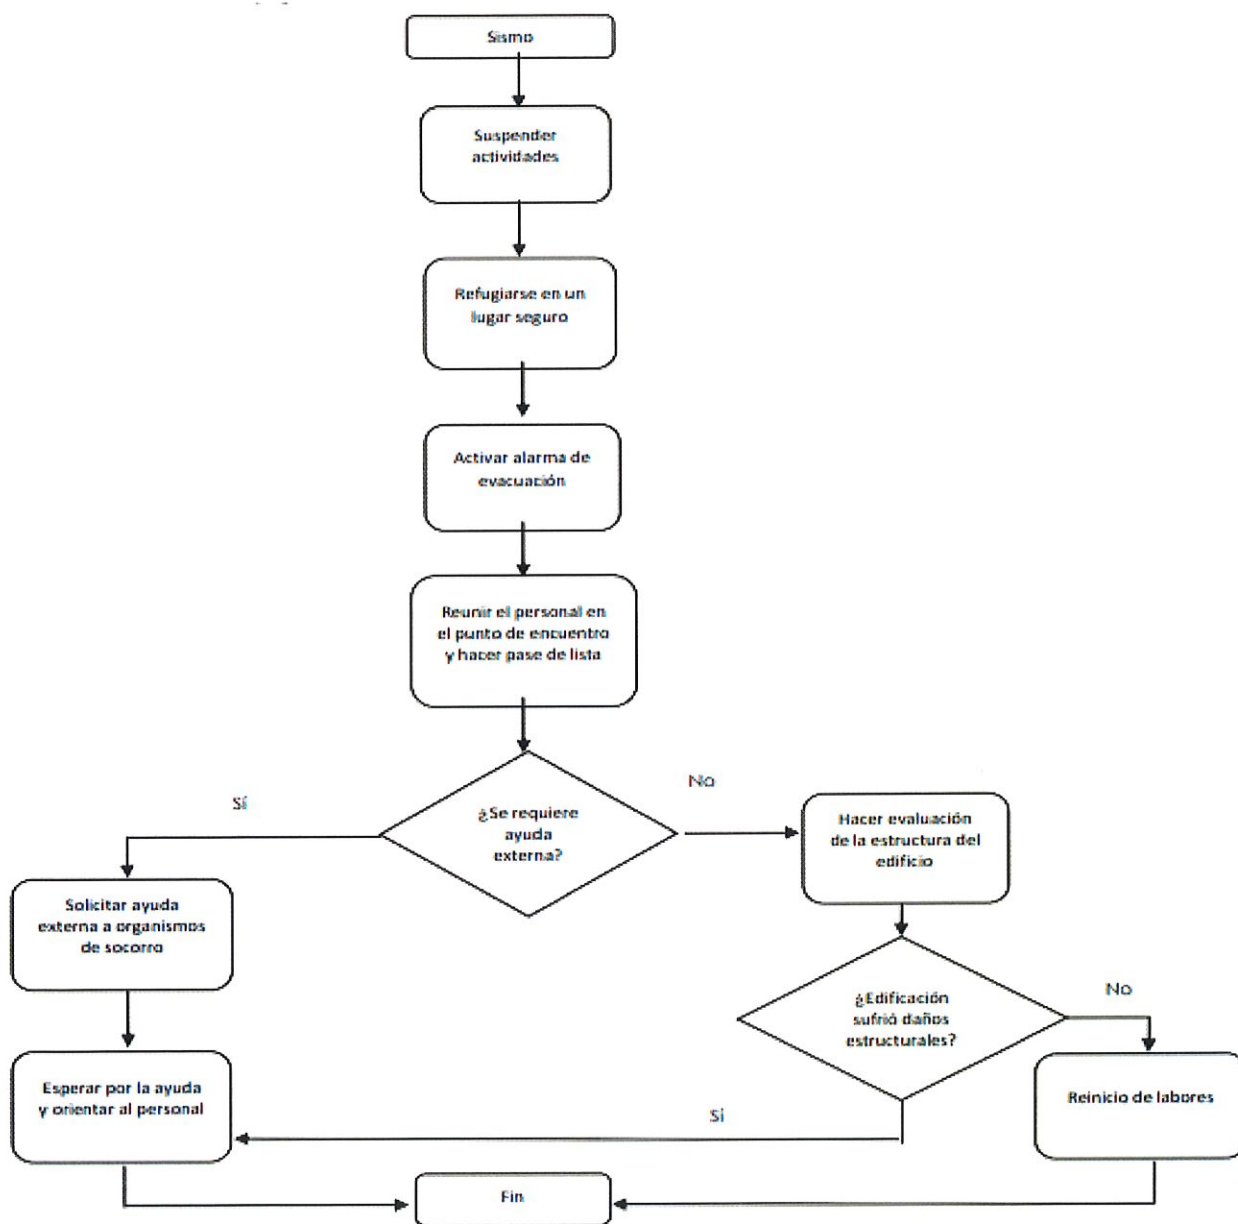 Sismo
Suspender
actividades
Refugiarse en un
lugar seguro
Activar alarma de
evacuación
Reunir el personal en
el punto de encuentro
y hacer pase de lista
¿Se requiere
ayuda
externa?
Sí
No
Solicitar ayuda
externa a organismos
de socorro
Hacer evaluación
de la estructura del
edificio
¿Edificación
sufrió daños
estructurales?
No
Sí
Esperar por la ayuda
y orientar al personal
Reinicio de labores
Fin